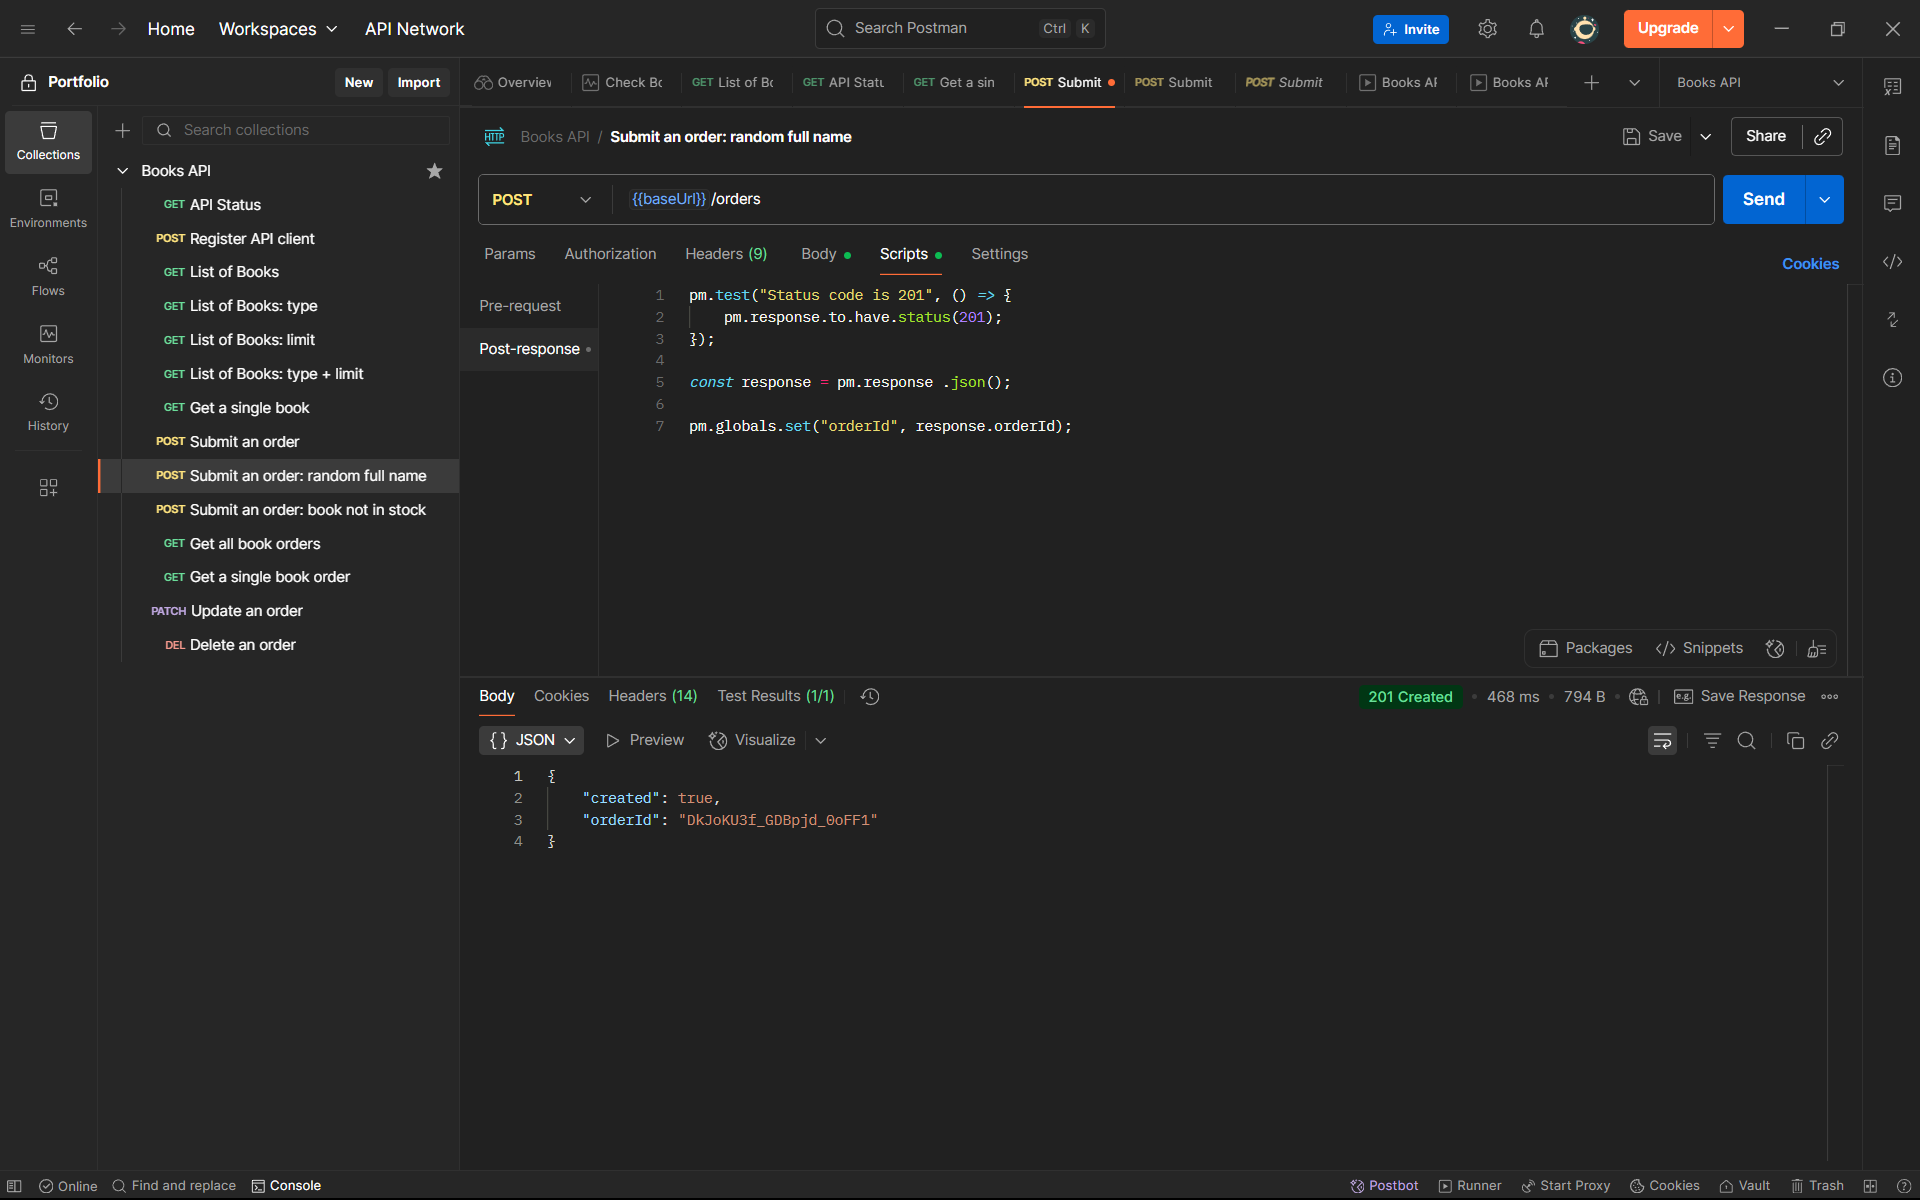 Home Workspaces API Network Search Postman Ctrl K Invite Upgrade
Portfolio New Import
Overview Check Bo GET List of Bo GET API Statu GET Get a sin POST Submit POST Submit POST Submit Books AP Books AP Books API
Collections
Environments
Flows
Monitors
History
Search collections
Books API
GET API Status
POST Register API client
GET List of Books
GET List of Books: type
GET List of Books: limit
GET List of Books: type + limit
GET Get a single book
POST Submit an order
POST Submit an order: random full name
POST Submit an order: book not in stock
GET Get all book orders
GET Get a single book order
PATCH Update an order
DEL Delete an order
HTTP Books API / Submit an order: random full name Save Share
POST {{baseUrl}} /orders Send
Params Authorization Headers (9) Body Scripts Settings Cookies
Pre-request
Post-response
1 pm.test("Status code is 201", () => {
2 pm.response.to.have.status(201);
3 });
4
5 const response = pm.response .json();
6
7 pm.globals.set("orderId", response.orderId);
Packages </> Snippets
Body Cookies Headers (14) Test Results (1/1) 201 Created 468 ms 794 B e.g. Save Response
{} JSON Preview Visualize
1 {
2 "created": true,
3 "orderId": "DkJoKU3f_GDBpjd_0oFF1"
4 }
Online Find and replace Console Postbot Runner Start Proxy Cookies Vault Trash